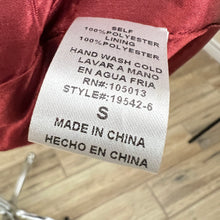 SELF
100%POLYESTER
LINING
100%POLYESTER
HAND WASH COLD
LAVAR A MANO
EN AGUA FRIA
RN#:105013
STYLE#:19542-6
S
MADE IN CHINA
HECHO EN CHINA